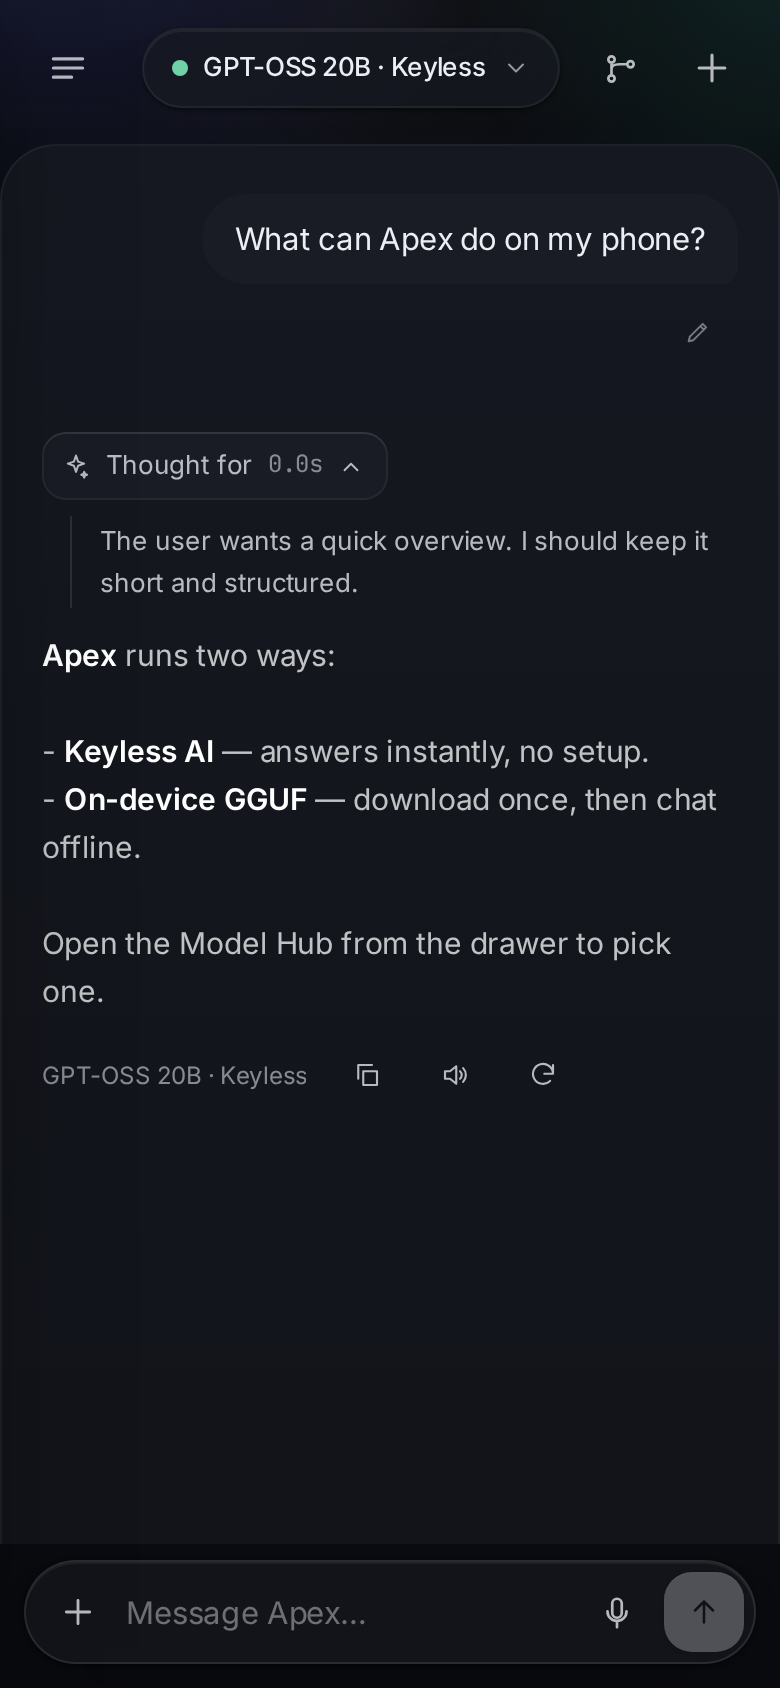 GPT-OSS 20B · Keyless
What can Apex do on my phone?
Thought for 0.0s
The user wants a quick overview. I should keep it
short and structured.
Apex runs two ways:
- Keyless AI — answers instantly, no setup.
- On-device GGUF — download once, then chat
offline.
Open the Model Hub from the drawer to pick
one.
GPT-OSS 20B · Keyless
Message Apex...